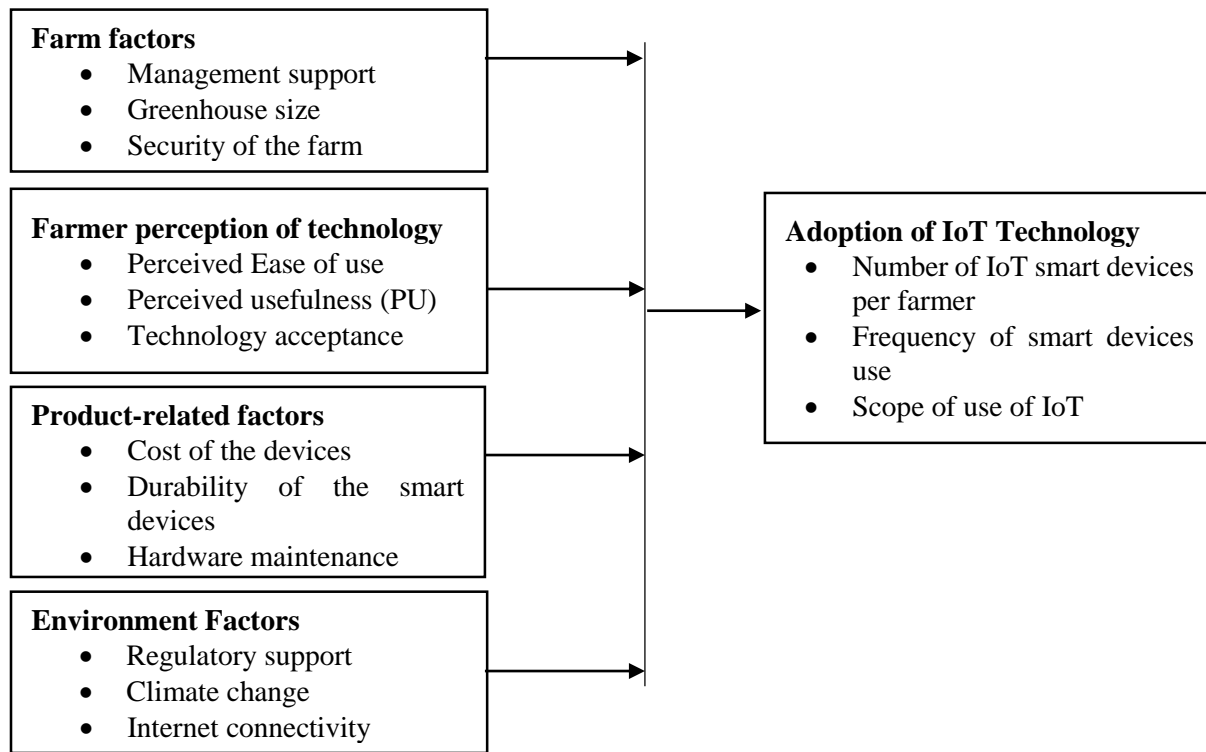 Farm factors
• Management support
• Greenhouse size
• Security of the farm
Farmer perception of technology
• Perceived Ease of use
• Perceived usefulness (PU)
• Technology acceptance
Product-related factors
• Cost of the devices
• Durability of the smart
devices
• Hardware maintenance
Environment Factors
• Regulatory support
• Climate change
• Internet connectivity
Adoption of IoT Technology
• Number of IoT smart devices
per farmer
• Frequency of smart devices
use
• Scope of use of IoT